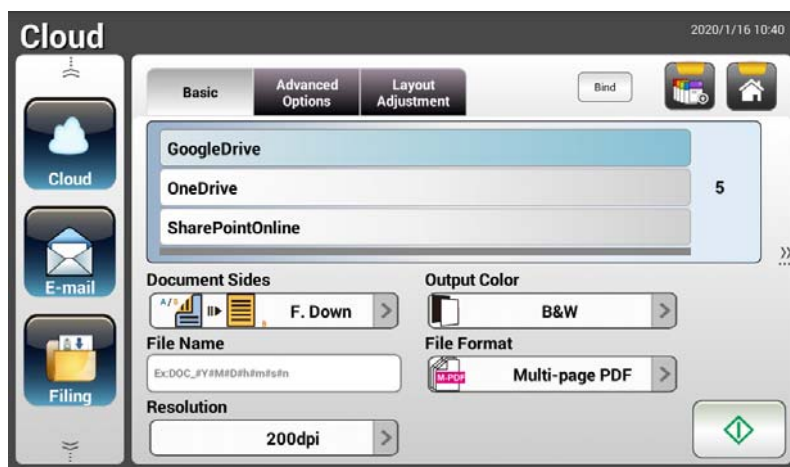 Cloud
2020/1/16 10:40
Basic
Advanced
Options
Layout
Adjustment
Bind
Cloud
E-mail
Filing
GoogleDrive
OneDrive
SharePointOnline
5
Document Sides
F. Down
Output Color
B&W
File Name
Ex:DOC_#Y#M#D#h#m#s#n
File Format
M-PDF
Multi-page PDF
Resolution
200dpi